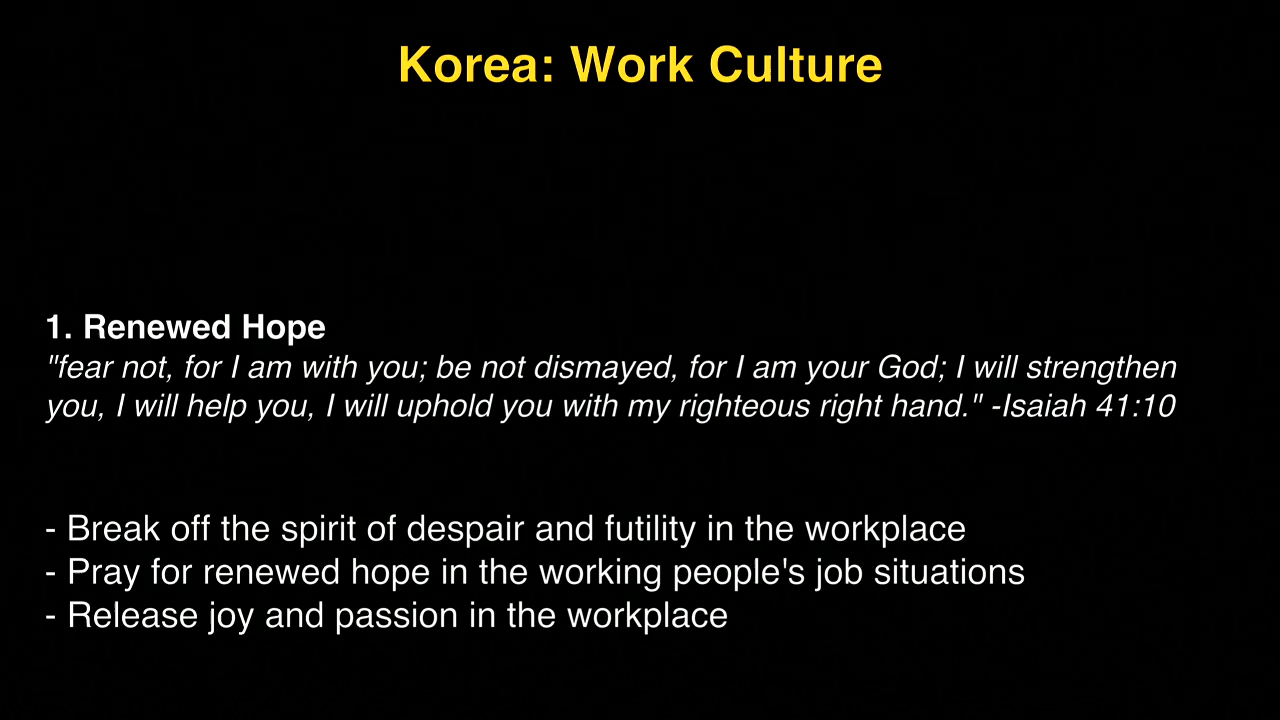 Korea: Work Culture
1. Renewed Hope
"fear not, for I am with you; be not dismayed, for I am your God; I will strengthen
you, I will help you, I will uphold you with my righteous right hand." -Isaiah 41:10
- Break off the spirit of despair and futility in the workplace
- Pray for renewed hope in the working people's job situations
- Release joy and passion in the workplace